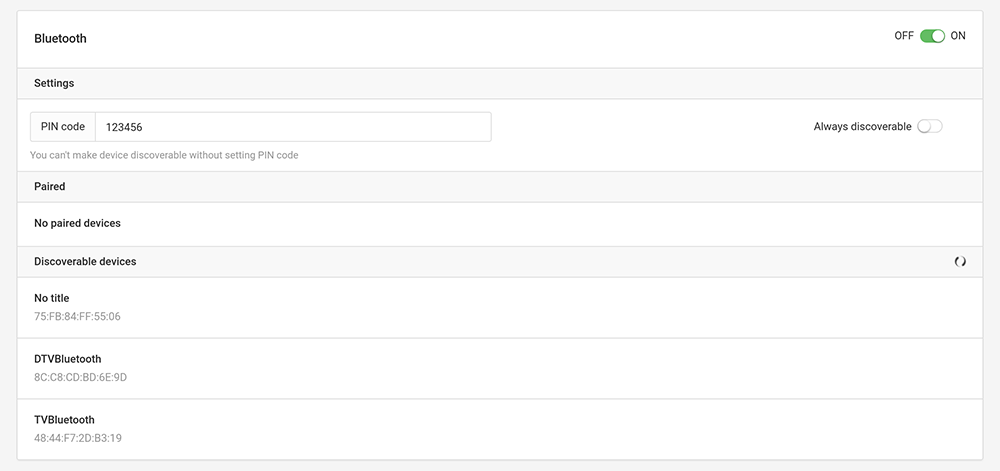 Bluetooth
OFF ON
Settings
PIN code 123456
Always discoverable
You can't make device discoverable without setting PIN code
Paired
No paired devices
Discoverable devices
No title
75:FB:84:FF:55:06
DTVBluetooth
8C:C8:CD:BD:6E:9D
TVBluetooth
48:44:F7:2D:B3:19